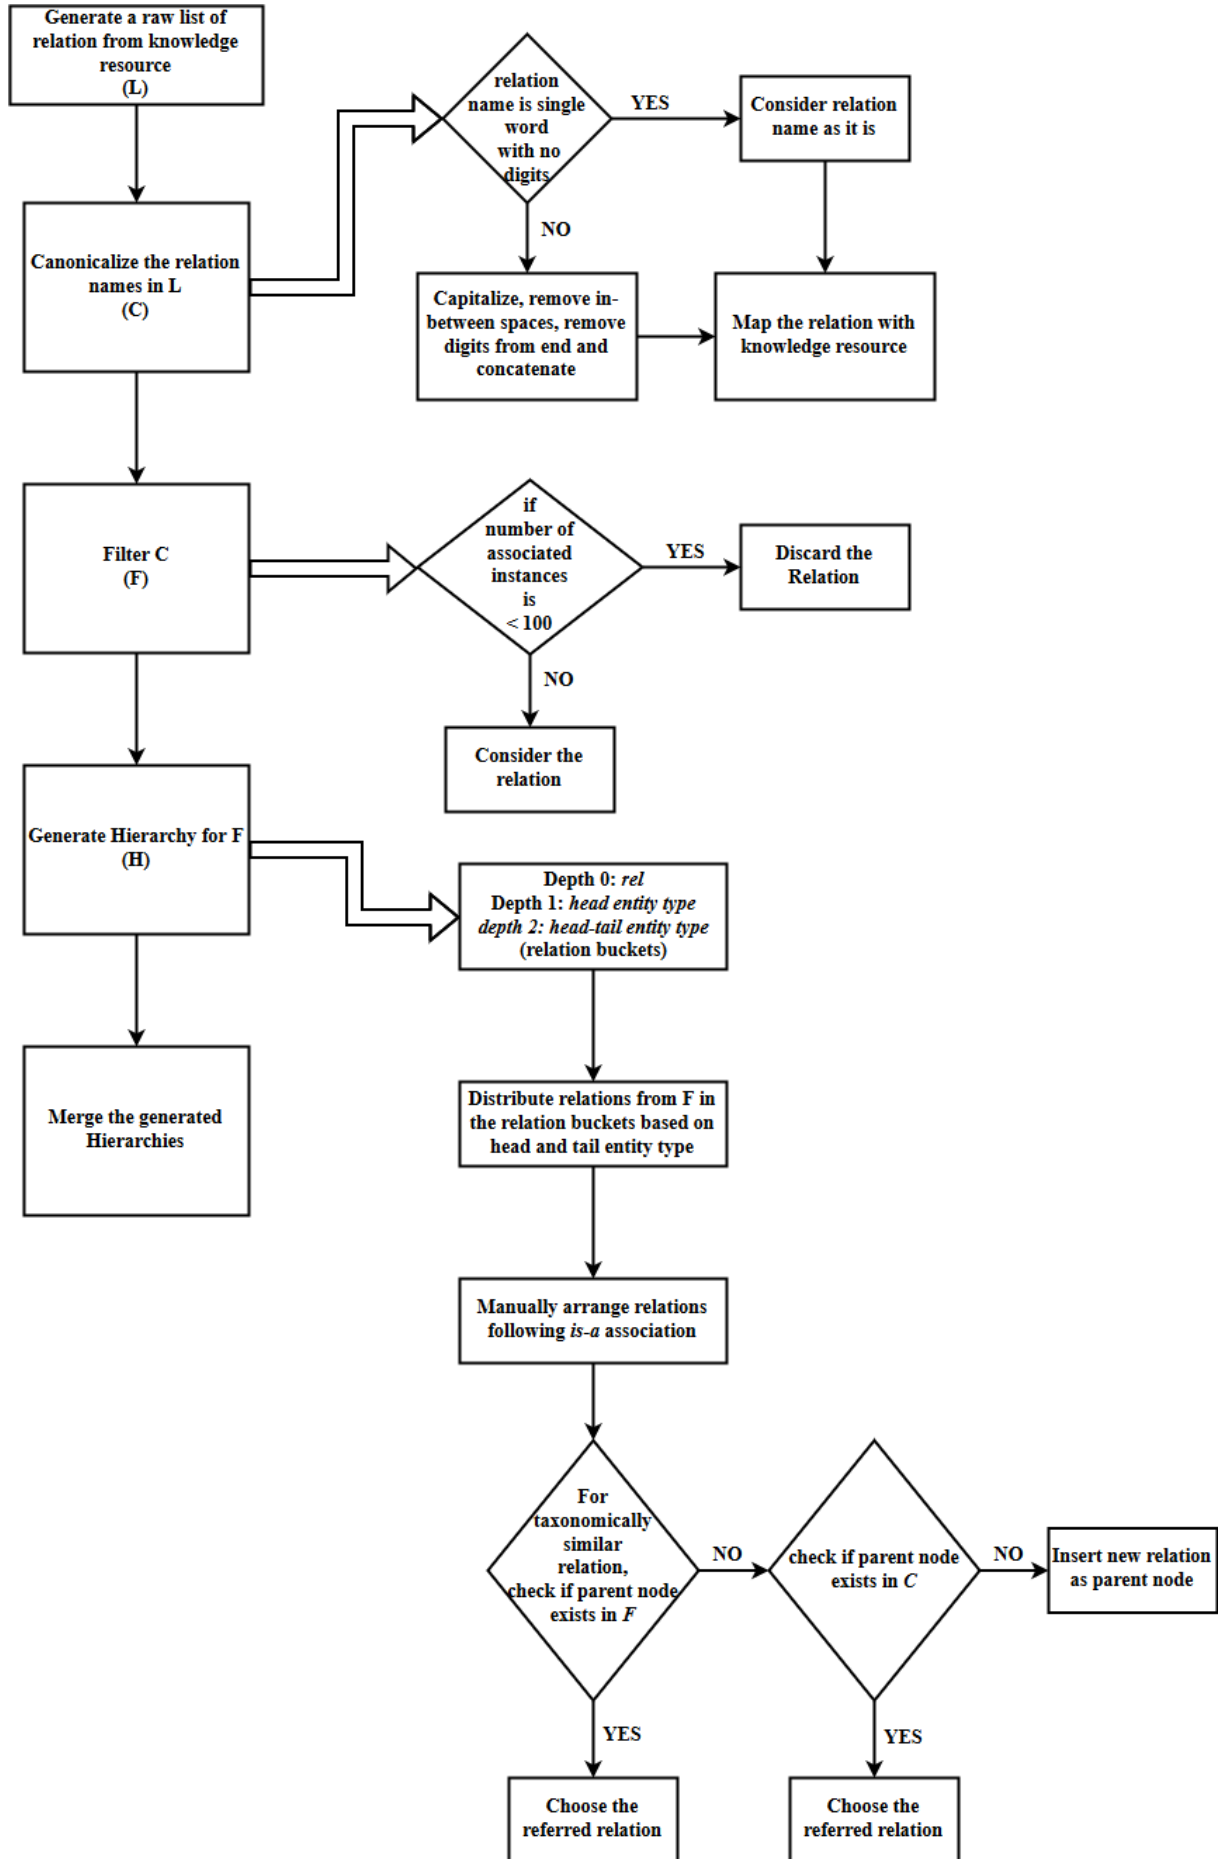 Generate a raw list of
relation from knowledge
resource
(L)
relation
name is single
word
with no
digits
YES
Consider relation
name as it is
NO
Canonicalize the relation
names in L
(C)
Capitalize, remove in-
between spaces, remove
digits from end and
concatenate
Map the relation with
knowledge resource
Filter C
(F)
if
number of
associated
instances
is
< 100
YES
Discard the
Relation
NO
Consider the
relation
Generate Hierarchy for F
(H)
Depth 0: rel
Depth 1: head entity type
depth 2: head-tail entity type
(relation buckets)
Merge the generated
Hierarchies
Distribute relations from F in
the relation buckets based on
head and tail entity type
Manually arrange relations
following is-a association
For
taxonomically
similar
relation,
check if parent node
exists in F
NO
check if parent node
exists in C
NO
Insert new relation
as parent node
YES
YES
Choose the
referred relation
Choose the
referred relation